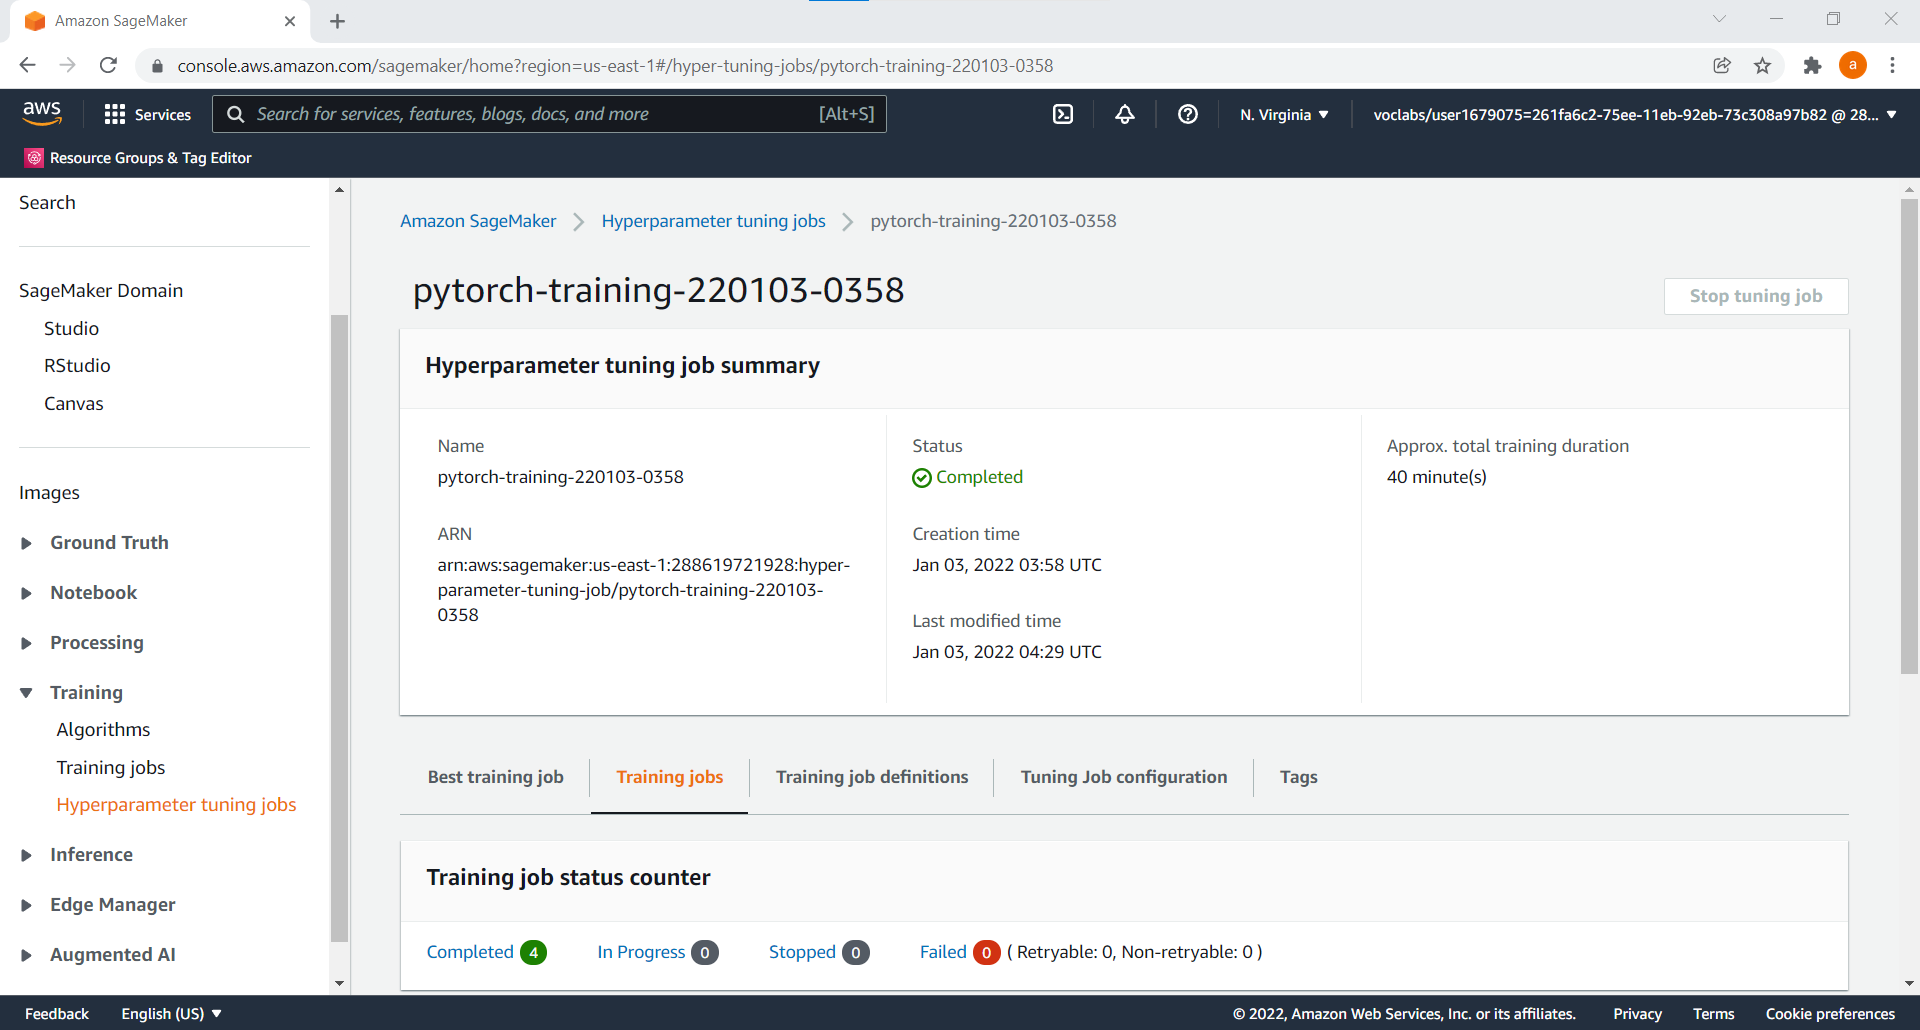 Amazon SageMaker
console.aws.amazon.com/sagemaker/home?region=us-east-1#/hyper-tuning-jobs/pytorch-training-220103-0358
a
aws
Services
Search for services, features, blogs, docs, and more [Alt+S]
N. Virginia
voclabs/user1679075=261fa6c2-75ee-11eb-92eb-73c308a97b82 @ 28...
Resource Groups & Tag Editor
Search
SageMaker Domain
Studio
RStudio
Canvas
Images
Ground Truth
Notebook
Processing
Training
Algorithms
Training jobs
Hyperparameter tuning jobs
Inference
Edge Manager
Augmented AI
Amazon SageMaker
Hyperparameter tuning jobs
pytorch-training-220103-0358
pytorch-training-220103-0358
Stop tuning job
Hyperparameter tuning job summary
Name
pytorch-training-220103-0358
ARN
arn:aws:sagemaker:us-east-1:288619721928:hyper-
parameter-tuning-job/pytorch-training-220103-
0358
Status
Completed
Creation time
Jan 03, 2022 03:58 UTC
Last modified time
Jan 03, 2022 04:29 UTC
Approx. total training duration
40 minute(s)
Best training job
Training jobs
Training job definitions
Tuning Job configuration
Tags
Training job status counter
Completed 4
In Progress 0
Stopped 0
Failed 0 ( Retryable: 0, Non-retryable: 0 )
Feedback
English (US)
© 2022, Amazon Web Services, Inc. or its affiliates.
Privacy
Terms
Cookie preferences